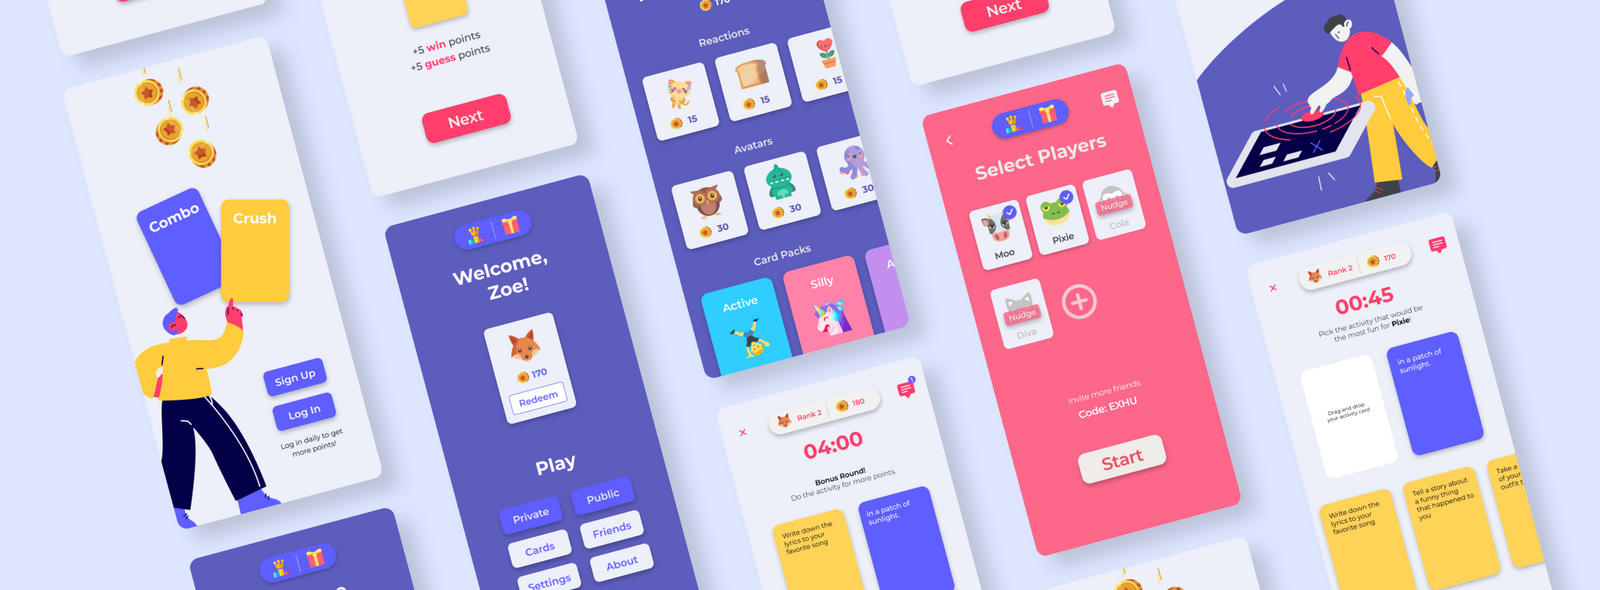 Combo
Crush
Sign Up
Log In
Log in daily to get
more points!
+5 win points
+5 guess points
Next
Welcome,
Zoe!
170
Redeem
Play
Private
Public
Cards
Friends
Settings
About
170
Reactions
15
15
15
Avatars
30
30
30
Card Packs
Active
Silly
A
Rank 2
180
1
04:00
Bonus Round!
Do the activity for more points.
Write down the
lyrics to your
favorite song
in a patch of
sunlight.
Next
Select Players
Moo
Pixie
Nudge
Cola
Nudge
Diva
Invite more friends
Code: EXHU
Start
Rank 2
170
00:45
Pick the activity that would be
the most fun for Pixie!
Drag and drop
your activity card
in a patch of
sunlight.
Write down the
lyrics to your
favorite song
Tell a story about
a funny thing
that happened to
you
Take a
of your
outfit t